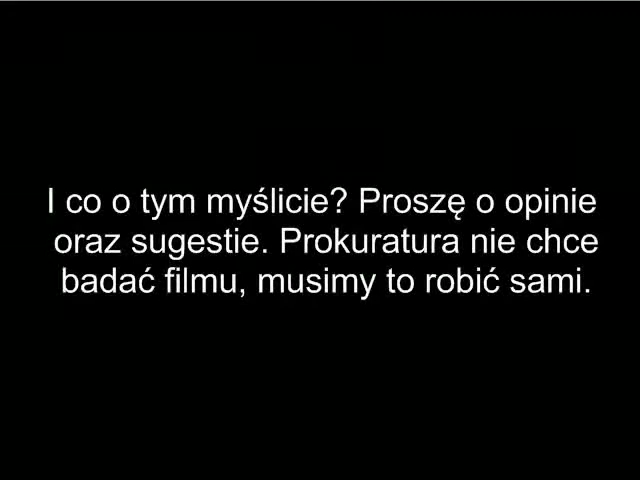 I co o tym myślicie? Proszę o opinie
oraz sugestie. Prokuratura nie chce
badać filmu, musimy to robić sami.